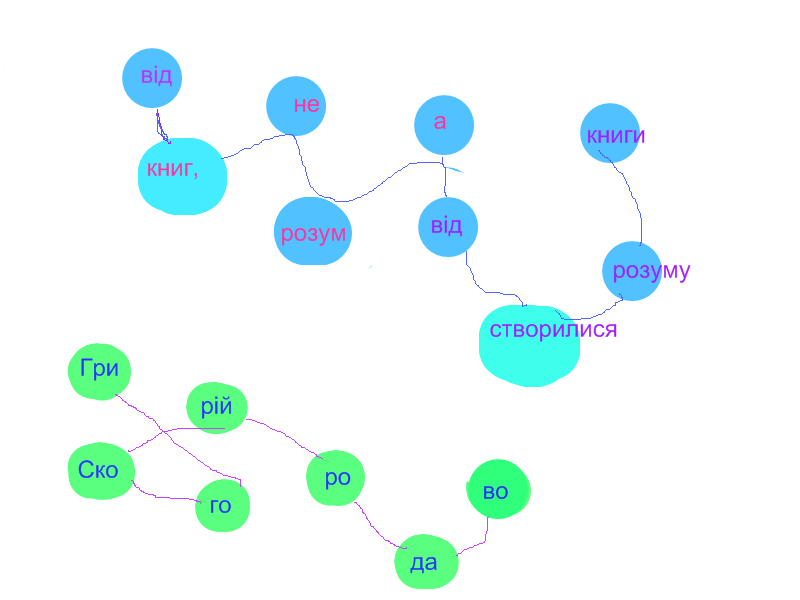 від
не
а
книги
книг,
розум
від
розуму
створилися
Гри
рій
Ско
ро
во
го
да